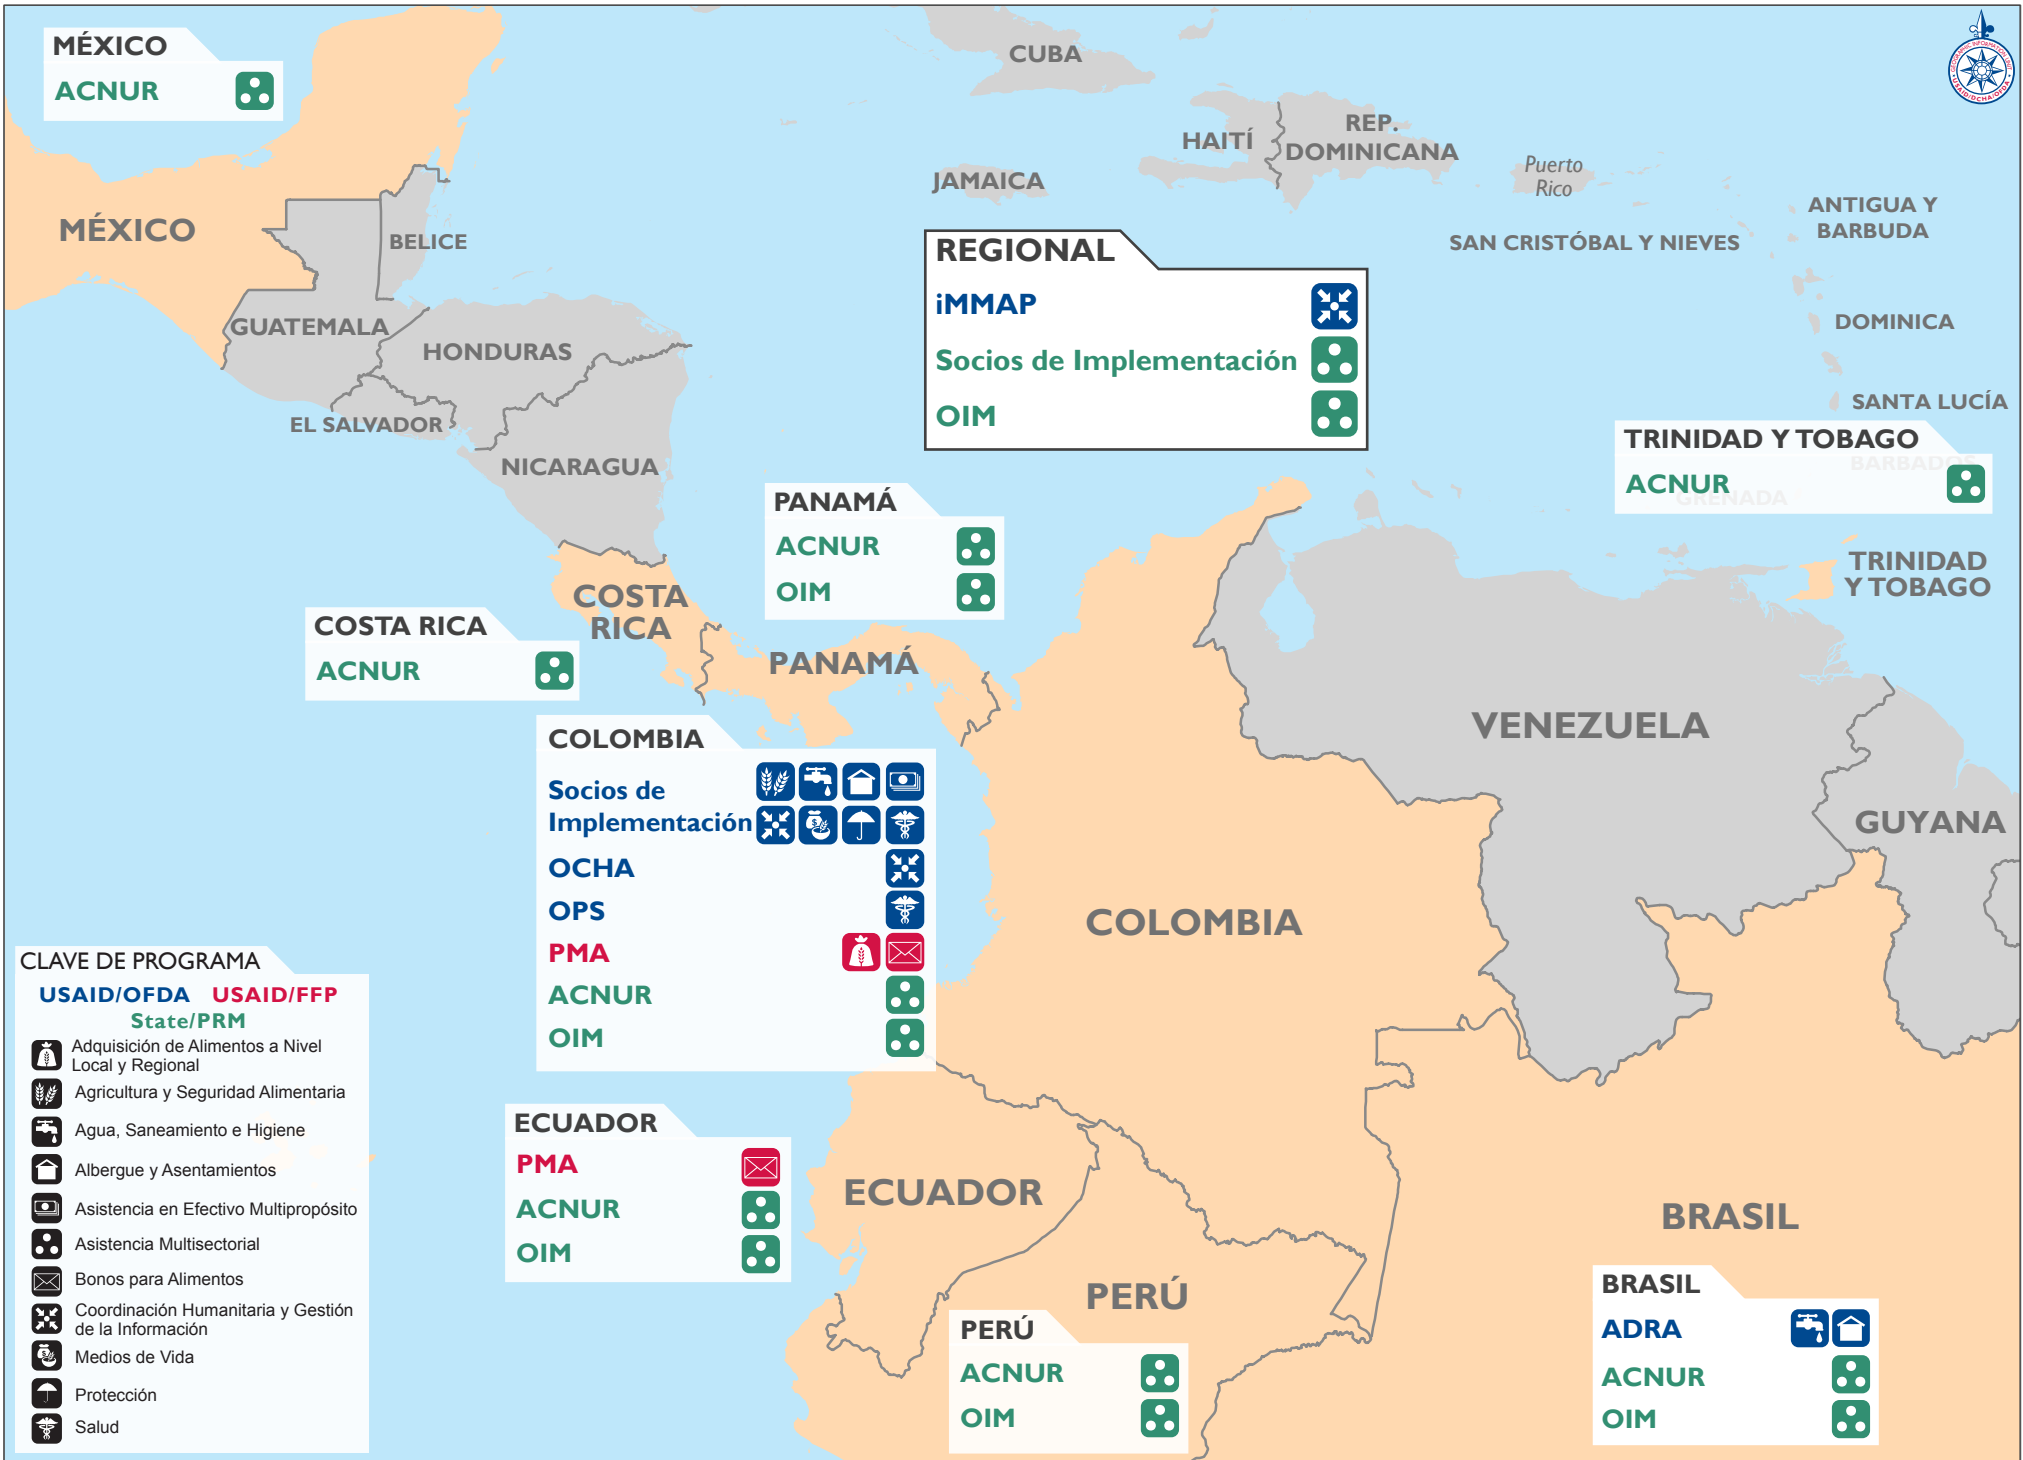 MÉXICO
ACNUR
CUBA
HAITÍ
REP.
DOMINICANA
JAMAICA
Puerto
Rico
ANTIGUA Y
BARBUDA
SAN CRISTÓBAL Y NIEVES
MÉXICO
BELICE
REGIONAL
iMMAP
Socios de Implementación
OIM
DOMINICA
GUATEMALA
HONDURAS
SANTA LUCÍA
EL SALVADOR
NICARAGUA
TRINIDAD Y TOBAGO
BARBADOS
ACNUR
GRENADA
PANAMÁ
ACNUR
OIM
TRINIDAD
Y TOBAGO
COSTA
RICA
COSTA RICA
ACNUR
PANAMÁ
VENEZUELA
GUYANA
COLOMBIA
Socios de
Implementación
OCHA
OPS
PMA
ACNUR
OIM
COLOMBIA
CLAVE DE PROGRAMA
USAID/OFDA USAID/FFP
State/PRM
Adquisición de Alimentos a Nivel
Local y Regional
Agricultura y Seguridad Alimentaria
Agua, Saneamiento e Higiene
Albergue y Asentamientos
Asistencia en Efectivo Multipropósito
Asistencia Multisectorial
Bonos para Alimentos
Coordinación Humanitaria y Gestión
de la Información
Medios de Vida
Protección
Salud
ECUADOR
PMA
ACNUR
OIM
ECUADOR
PERÚ
BRASIL
PERÚ
ACNUR
OIM
BRASIL
ADRA
ACNUR
OIM